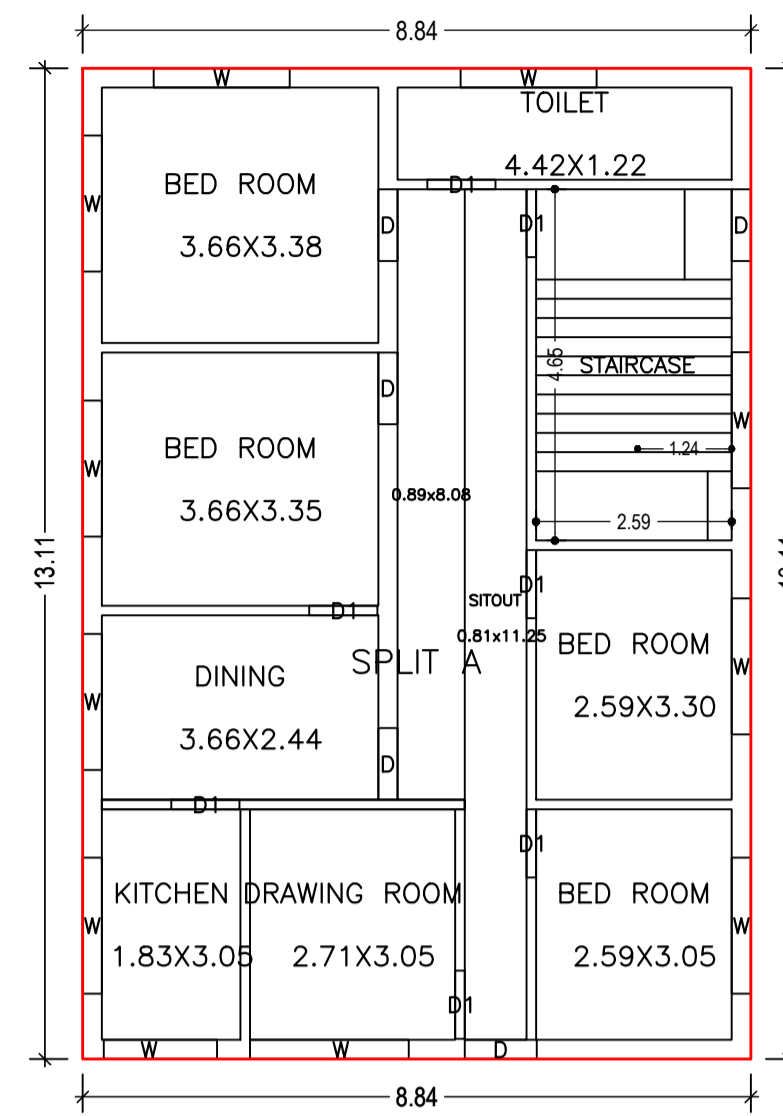 8.84
W
W
TOILET
4.42X1.22
D1
BED ROOM
3.66X3.38
W
D
D1
D
4.65
STAIRCASE
1.24
2.59
W
D
BED ROOM
3.66X3.35
W
0.89x8.08
13.11
D1
D1
SITOUT
0.81x11.25
SPLIT A
BED ROOM
2.59X3.30
W
DINING
3.66X2.44
W
D
D1
D1
KITCHEN
1.83X3.05
DRAWING ROOM
2.71X3.05
BED ROOM
2.59X3.05
W
W
D1
W
W
D
8.84